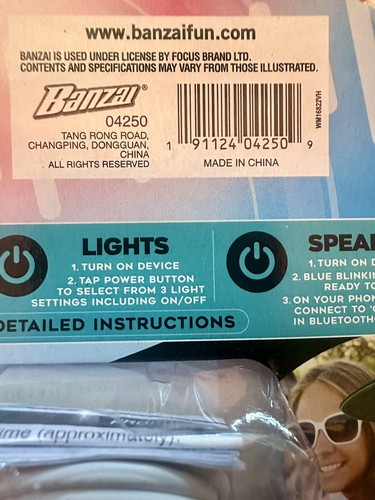 www.banzaifun.com
BANZAI IS USED UNDER LICENSE BY FOCUS BRAND LTD.
CONTENTS AND SPECIFICATIONS MAY VARY FROM THOSE ILLUSTRATED.
Banzai®
04250
TANG RONG ROAD,
CHANGPING, DONGGUAN,
CHINA
ALL RIGHTS RESERVED
1 91124 04250 9
MADE IN CHINA
WM16822VH
LIGHTS
1. TURN ON DEVICE
2. TAP POWER BUTTON
TO SELECT FROM 3 LIGHT
SETTINGS INCLUDING ON/OFF
SPEA
1. TURN ON D
2. BLUE BLINKIN
READY TO
3. ON YOUR PHON
CONNECT TO
IN BLUETOOTH
DETAILED INSTRUCTIONS
ime (approximately).